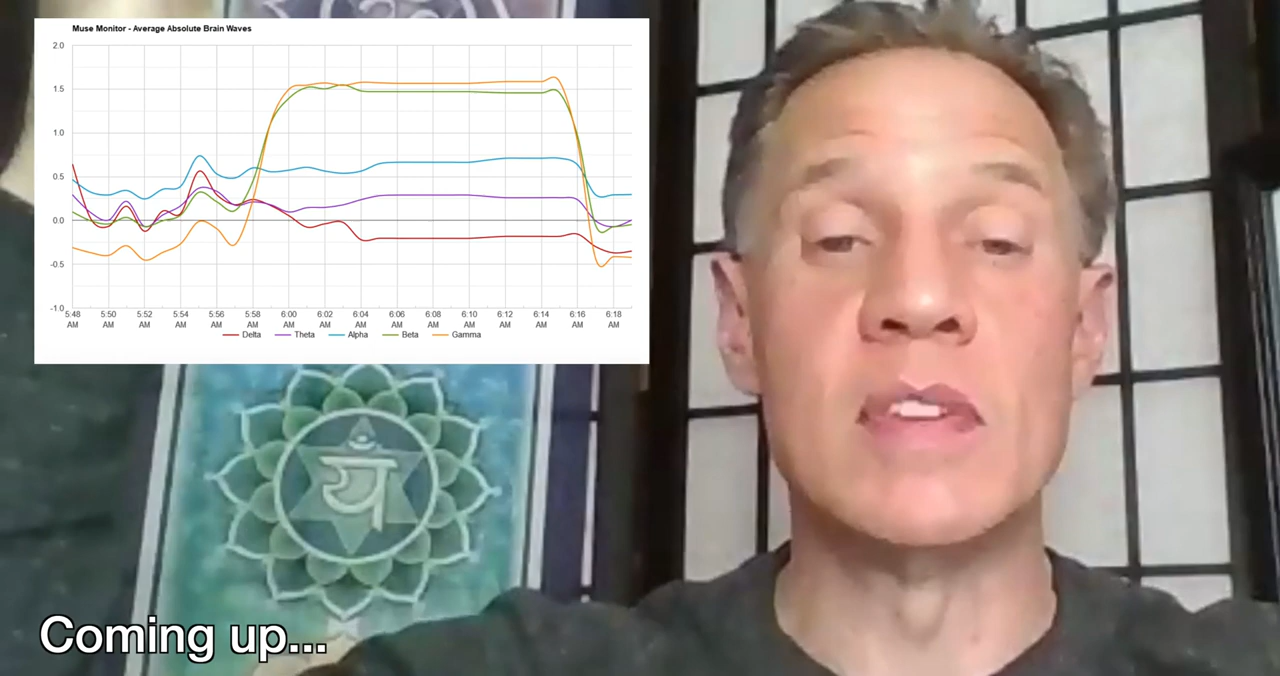 Muse Monitor - Average Absolute Brain Waves
2.0
1.5
1.0
0.5
0.0
-0.5
-1.0
5:48 AM 5:50 AM 5:52 AM 5:54 AM 5:56 AM 5:58 AM 6:00 AM 6:02 AM 6:04 AM 6:06 AM 6:08 AM 6:10 AM 6:12 AM 6:14 AM 6:16 AM 6:18 AM
Delta Theta Alpha Beta Gamma
यं
Coming up...